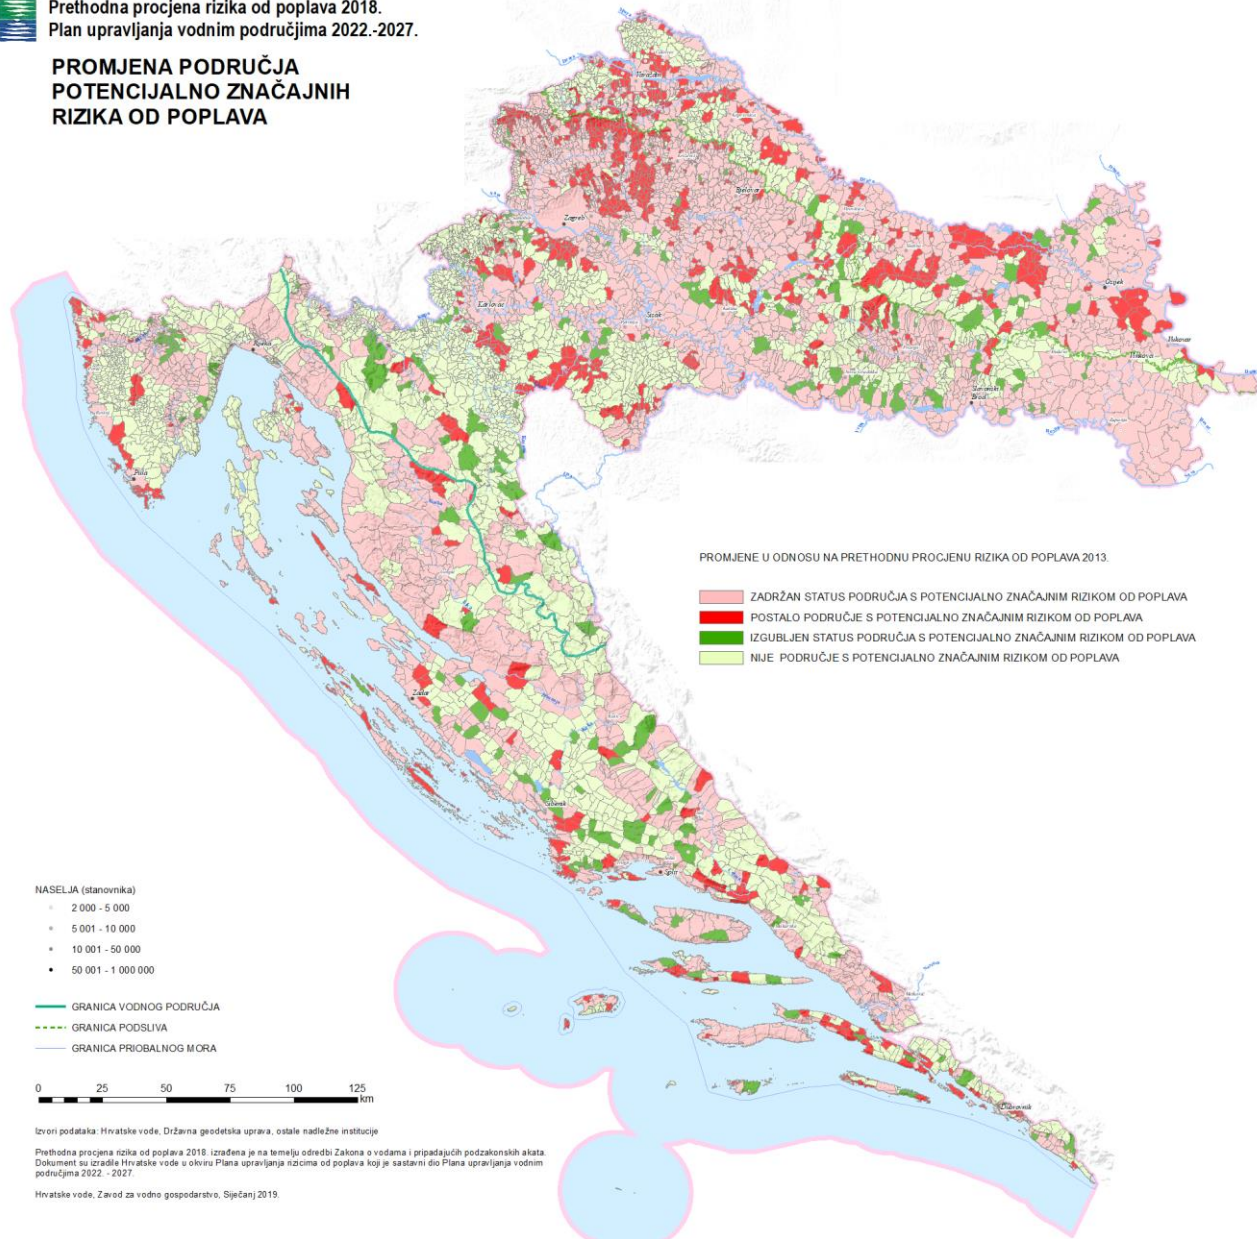 Prethodna procjena rizika od poplava 2018.
Plan upravljanja vodnim područjima 2022.-2027.
PROMJENA PODRUČJA
POTENCIJALNO ZNAČAJNIH
RIZIKA OD POPLAVA
Varaždin
Bjelovar
Zagreb
Karlovac
Sisak
Osijek
Vukovar
Vinkovci
Slavonski
Brod
Rijeka
Pula
Zadar
Šibenik
Split
Dubrovnik
PROMJENE U ODNOSU NA PRETHODNU PROCJENU RIZIKA OD POPLAVA 2013.
ZADRŽAN STATUS PODRUČJA S POTENCIJALNO ZNAČAJNIM RIZIKOM OD POPLAVA
POSTALO PODRUČJE S POTENCIJALNO ZNAČAJNIM RIZIKOM OD POPLAVA
IZGUBLJEN STATUS PODRUČJA S POTENCIJALNO ZNAČAJNIM RIZIKOM OD POPLAVA
NIJE PODRUČJE S POTENCIJALNO ZNAČAJNIM RIZIKOM OD POPLAVA
NASELJA (stanovnika)
2 000 - 5 000
5 001 - 10 000
10 001 - 50 000
50 001 - 1 000 000
GRANICA VODNOG PODRUČJA
GRANICA PODSLIVA
GRANICA PRIOBALNOG MORA
0 25 50 75 100 125
km
Izvori podataka: Hrvatske vode, Državna geodetska uprava, ostale nadležne institucije
Prethodna procjena rizika od poplava 2018. izrađena je na temelju odredbi Zakona o vodama i pripadajućih podzakonskih akata.
Dokument su izradile Hrvatske vode u okviru Plana upravljanja rizicima od poplava koji je sastavni dio Plana upravljanja vodnim
područjima 2022. - 2027.
Hrvatske vode, Zavod za vodno gospodarstvo, Siječanj 2019.